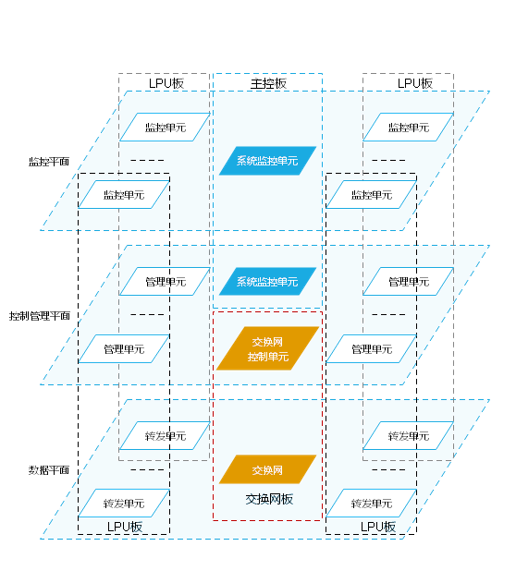 LPU板
主控板
LPU板
监控单元
监控单元
系统监控单元
监控平面
监控单元
监控单元
管理单元
系统监控单元
管理单元
控制管理平面
交换网
控制单元
管理单元
管理单元
转发单元
转发单元
数据平面
交换网
交换网板
转发单元
转发单元
LPU板
LPU板